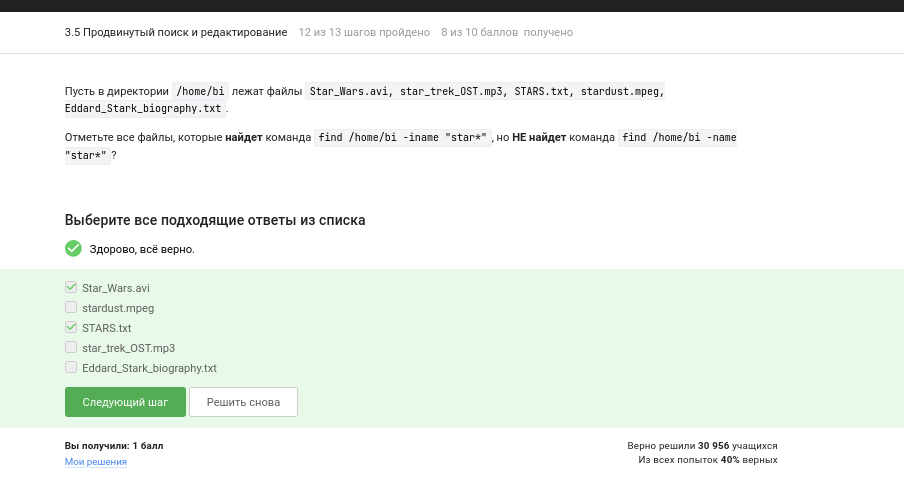 3.5 Продвинутый поиск и редактирование 12 из 13 шагов пройдено 8 из 10 баллов получено
Пусть в директории /home/bi лежат файлы Star_Wars.avi, star_trek_OST.mp3, STARS.txt, stardust.mpeg,
Eddard_Stark_biography.txt .
Отметьте все файлы, которые найдет команда find /home/bi -iname "star*" , но НЕ найдет команда find /home/bi -name
"star*" ?
Выберите все подходящие ответы из списка
Здорово, всё верно.
Star_Wars.avi
stardust.mpeg
STARS.txt
star_trek_OST.mp3
Eddard_Stark_biography.txt
Следующий шаг Решить снова
Вы получили: 1 балл Верно решили 30 956 учащихся
Мои решения Из всех попыток 40% верных